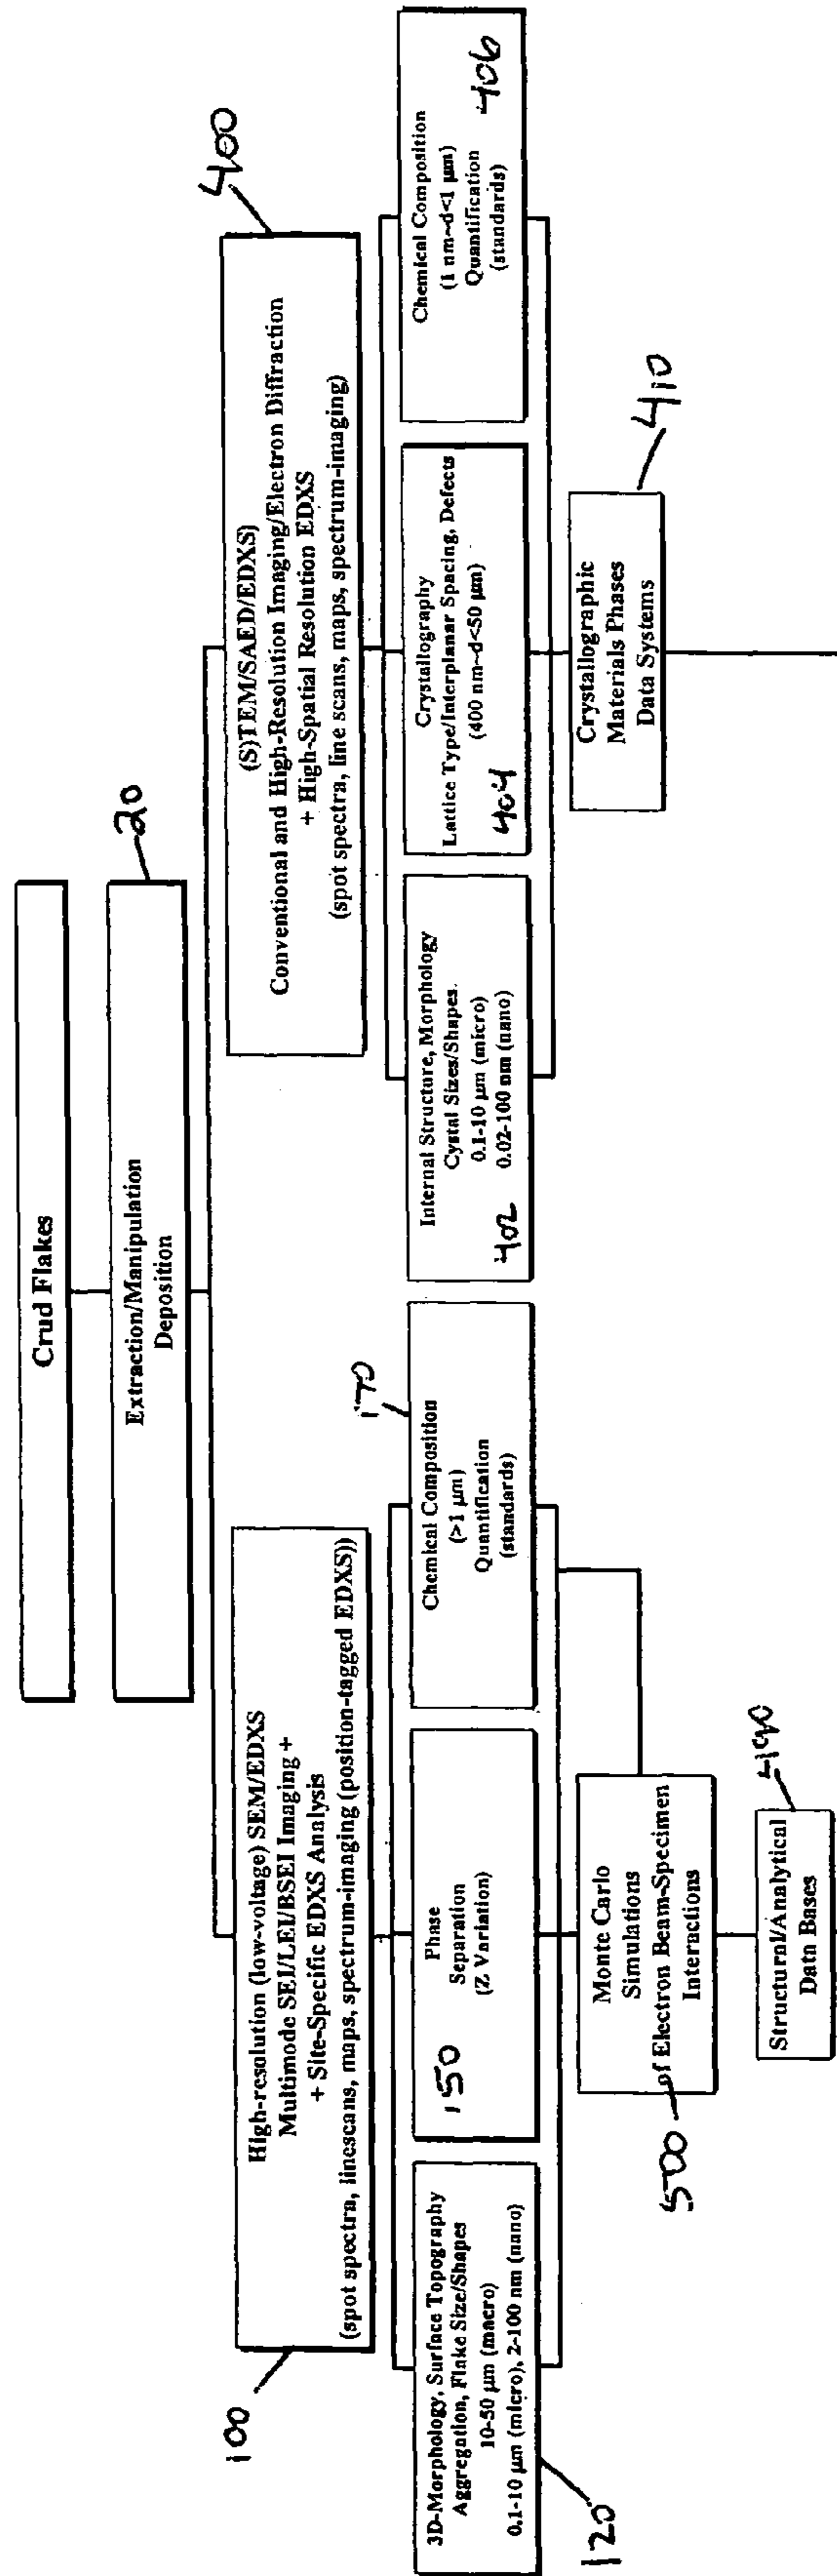 Crud Flakes
Extraction/Manipulation
Deposition
20
High-resolution (low-voltage) SEM/EDXS
Multimode SEI/LEI/BSEI Imaging +
+ Site-Specific EDXS Analysis
(spot spectra, linescans, maps, spectrum-imaging (position-tagged EDXS))
100
(S)TEM/SAED/EDXS)
Conventional and High-Resolution Imaging/Electron Diffraction
+ High-Spatial Resolution EDXS
(spot spectra, line scans, maps, spectrum-imaging)
400
3D-Morphology, Surface Topography
Aggregation, Flake Size/Shapes
10-50 µm (macro)
0.1-10 µm (micro), 2-100 nm (nano)
120
Phase
Separation
(Z Variation)
150
Chemical Composition
(>1 µm)
Quantification
(standards)
170
Internal Structure, Morphology
Cystal Sizes/Shapes.
0.1-10 µm (micro)
0.02-100 nm (nano)
402
Crystallography
Lattice Type/Interplanar Spacing, Defects
(400 nm~d<50 µm)
404
Chemical Composition
(1 nm~d<1 µm)
Quantification
(standards)
406
Monte Carlo
Simulations
of Electron Beam-Specimen
Interactions
500
Crystallographic
Materials Phases
Data Systems
410
Structural/Analytical
Data Bases
490